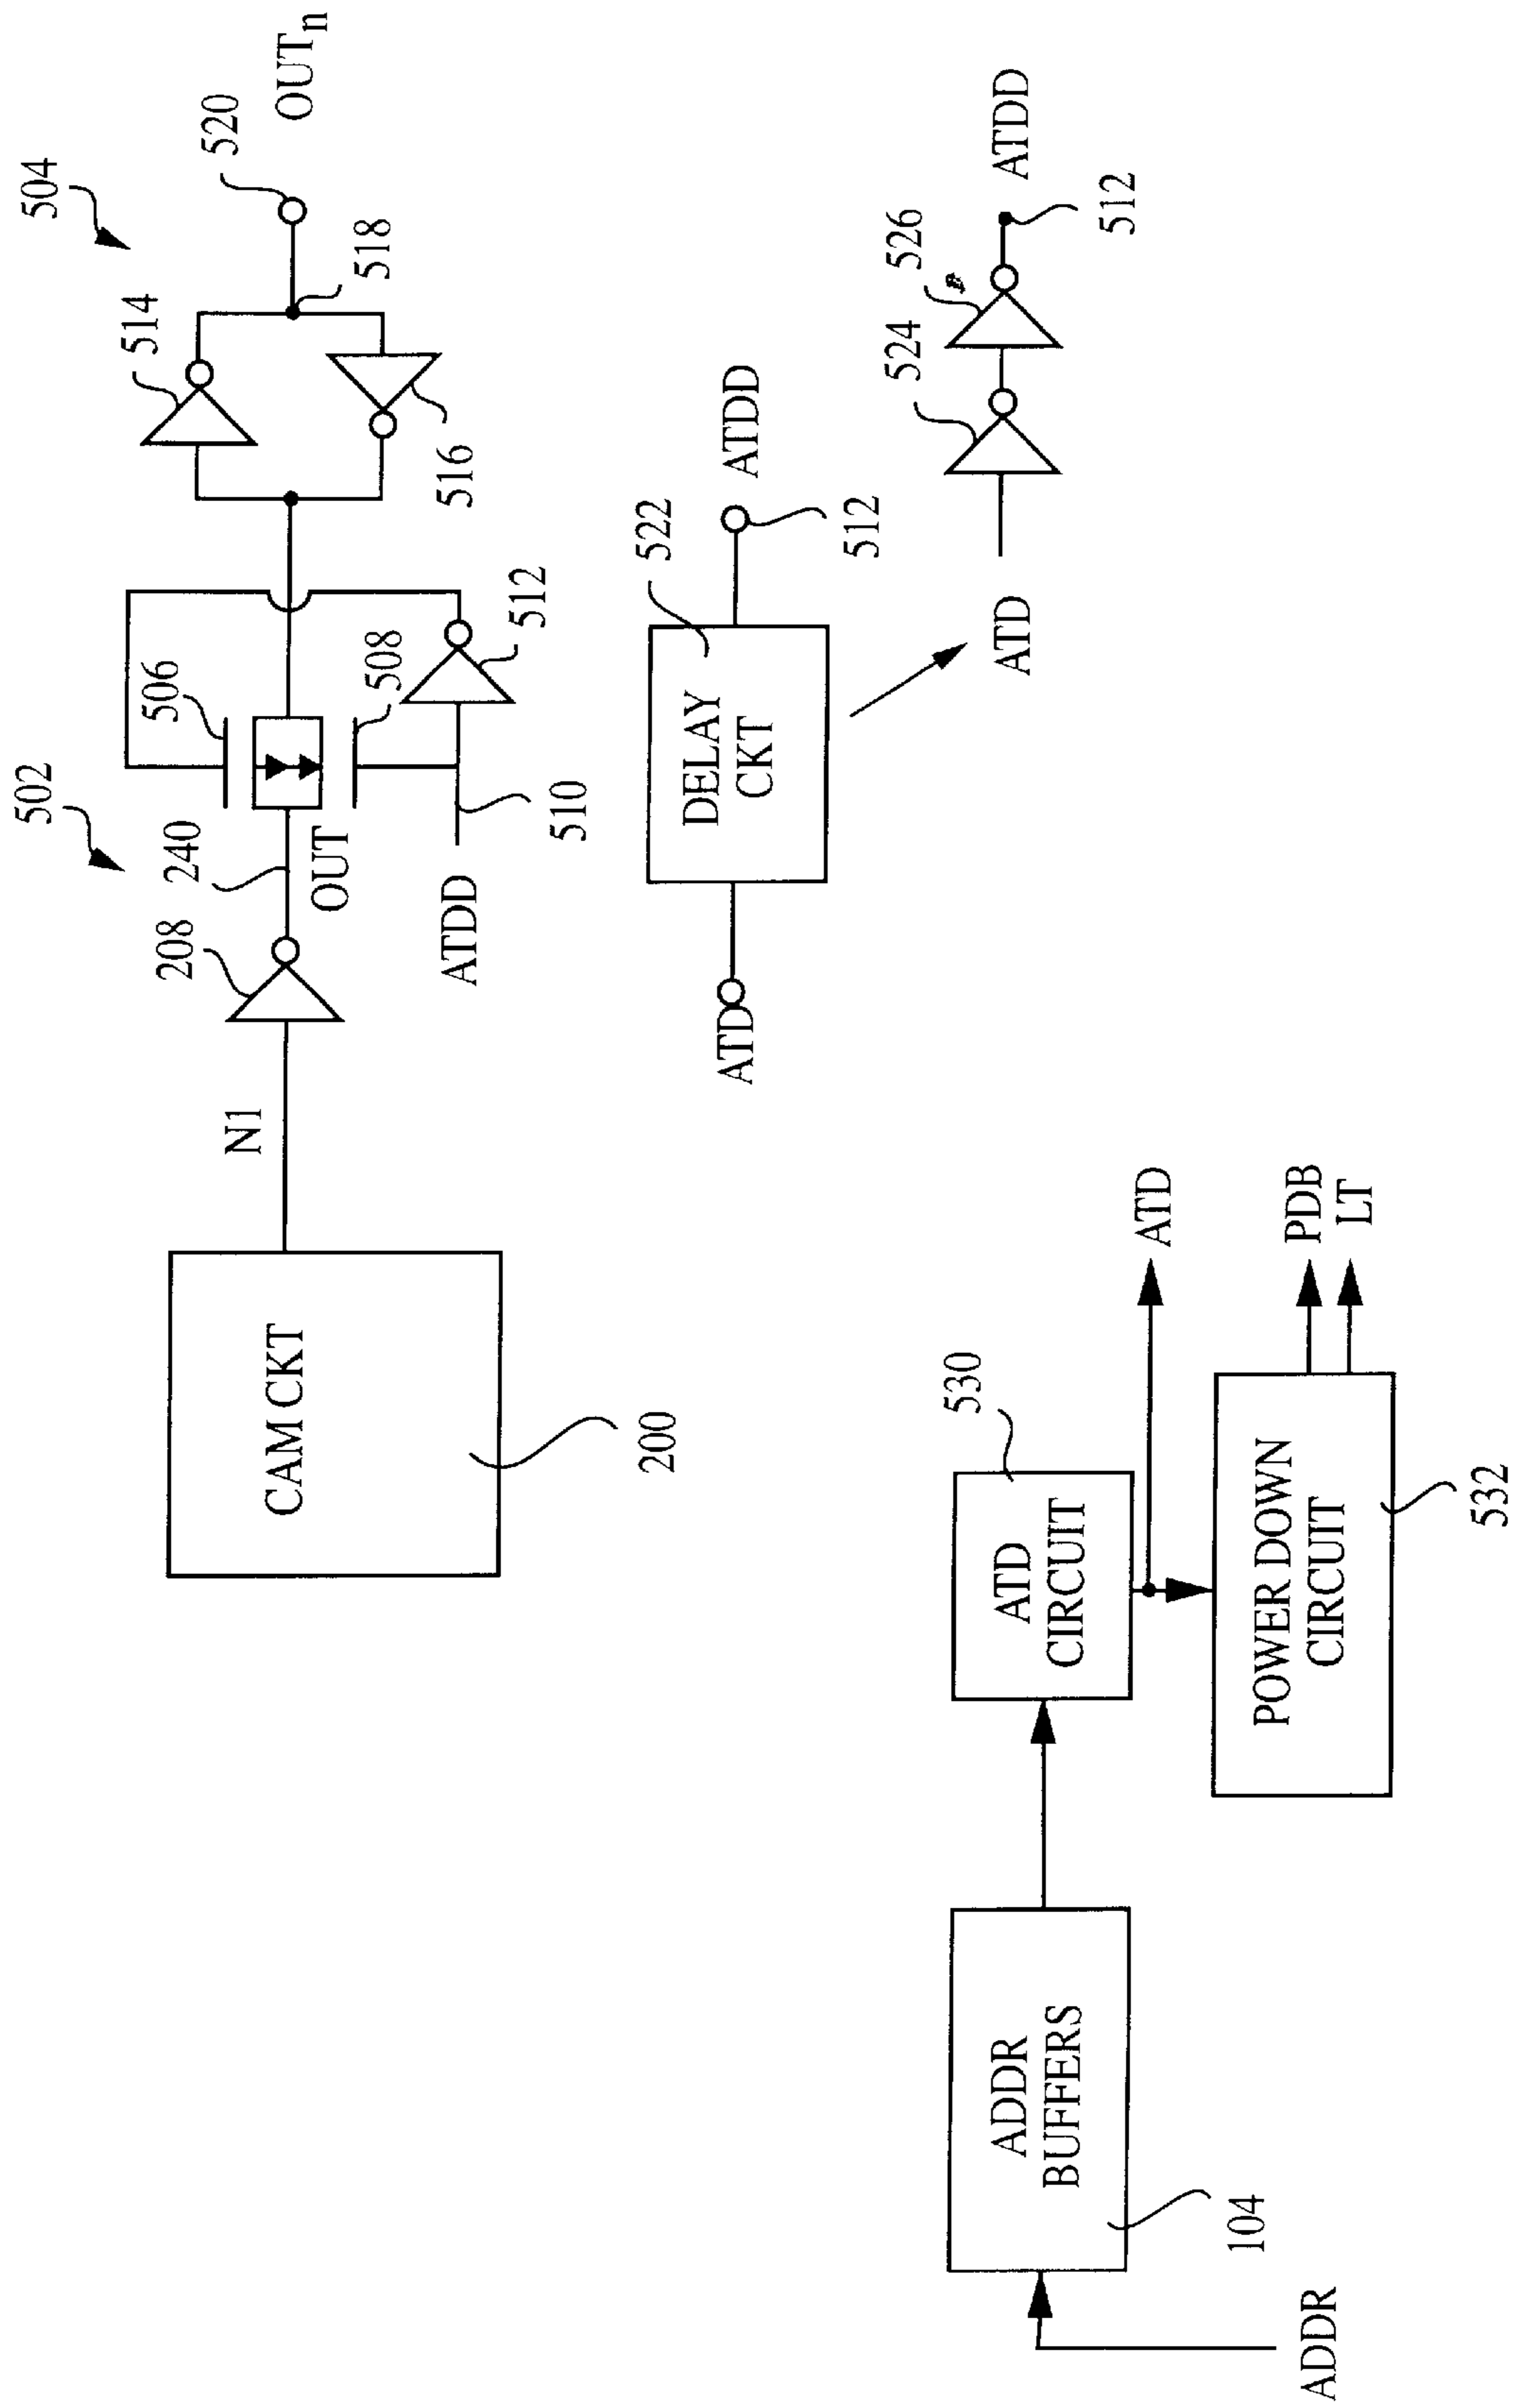 504
520
OUTn
514
518
516
502
506
240
208
OUT
508
512
ATDD
510
N1
CAM CKT
200
ATD
DELAY
CKT
522
ATDD
512
ATD
524
526
ATDD
512
ADDR
ADDR
BUFFERS
104
ATD
CIRCUIT
530
ATD
POWER DOWN
CIRCUIT
532
PDB
LT